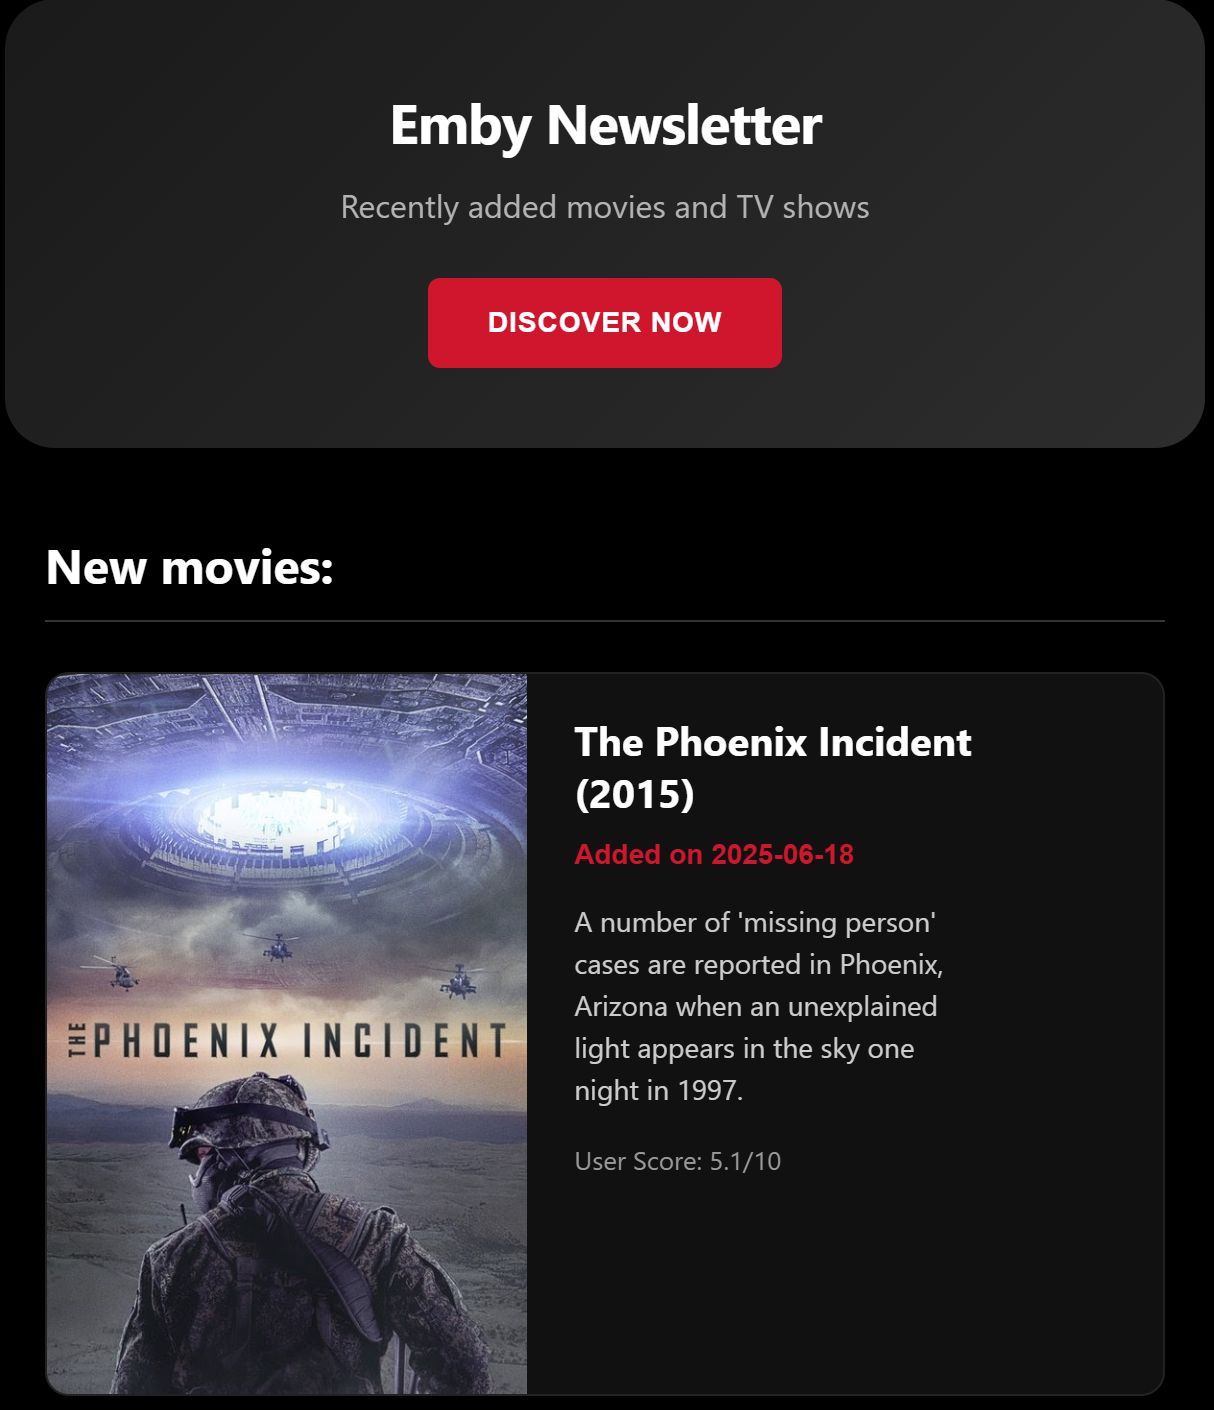 Emby Newsletter
Recently added movies and TV shows
DISCOVER NOW
New movies:
THE PHOENIX INCIDENT
The Phoenix Incident
(2015)
Added on 2025-06-18
A number of 'missing person'
cases are reported in Phoenix,
Arizona when an unexplained
light appears in the sky one
night in 1997.
User Score: 5.1/10